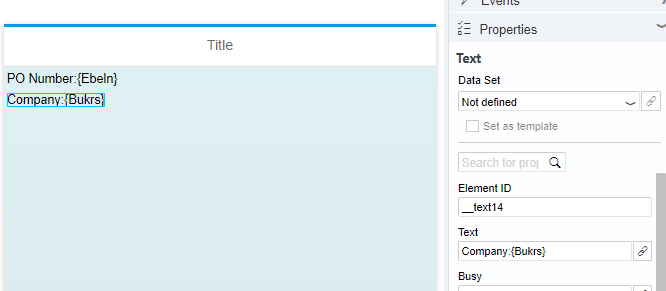 Events
Properties
Title
Text
PO Number:{Ebeln}
Data Set
Company:{Bukrs}
Not defined
Set as template
Search for prop
Element ID
__text14
Text
Company:{Bukrs}
Busy